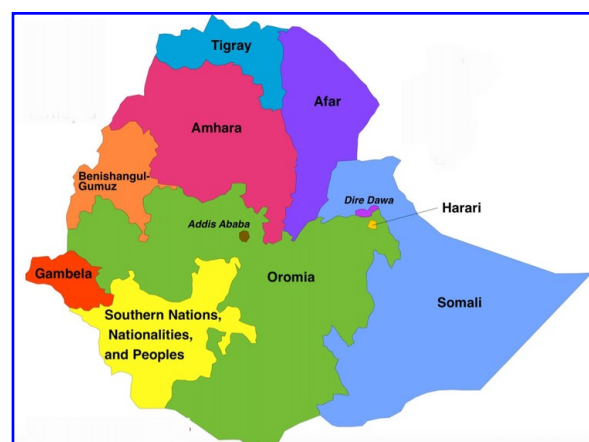 Tigray
Afar
Amhara
Benishangul-
Gumuz
Dire Dawa
Harari
Addis Ababa
Gambela
Oromia
Somali
Southern Nations,
Nationalities,
and Peoples